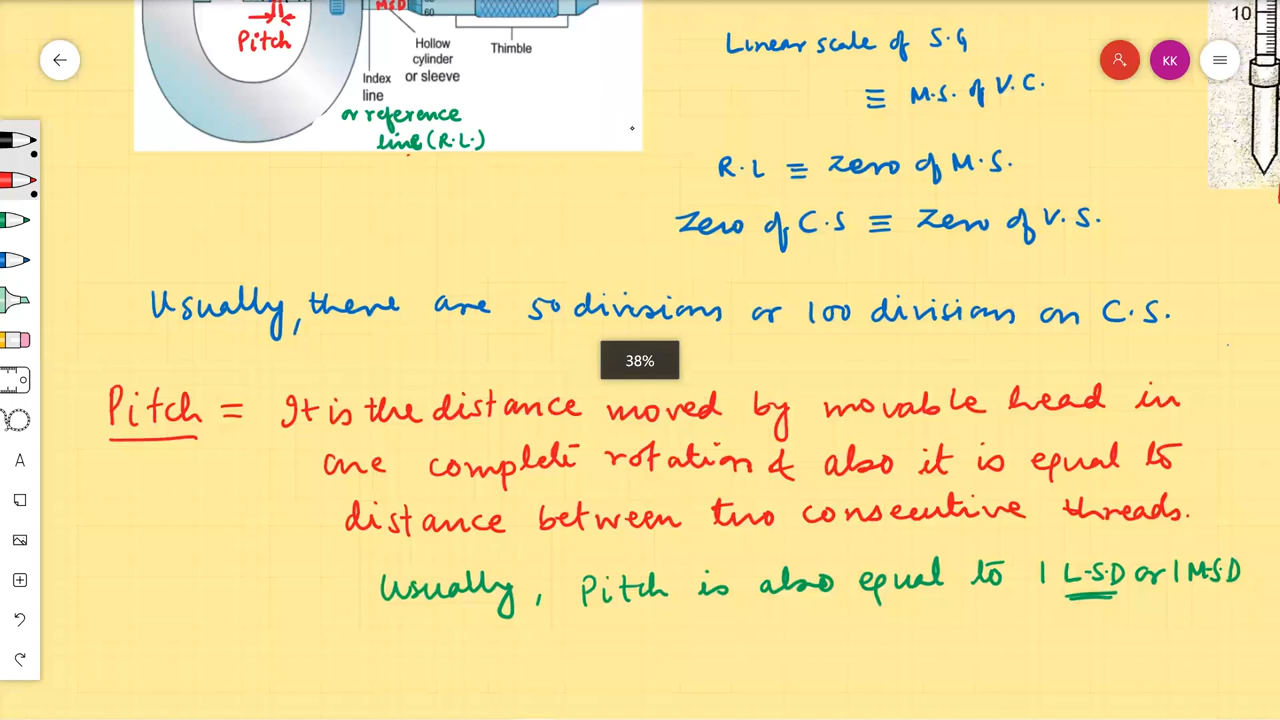 M.S.D
60
Pitch
Hollow
cylinder
or sleeve
Thimble
Index
line
or reference
line (R.L.)
Linear scale of S.G
≡ M.S. of V.C.
R.L ≡ Zero of M.S.
Zero of C.S ≡ Zero of V.S.
10
KK
Usually, there are 50 divisions or 100 divisions on C.S.
38%
Pitch = It is the distance moved by movable head in
one complete rotation & also it is equal to
distance between two consecutive threads.
Usually, Pitch is also equal to 1 L.S.D or 1 M.S.D
A